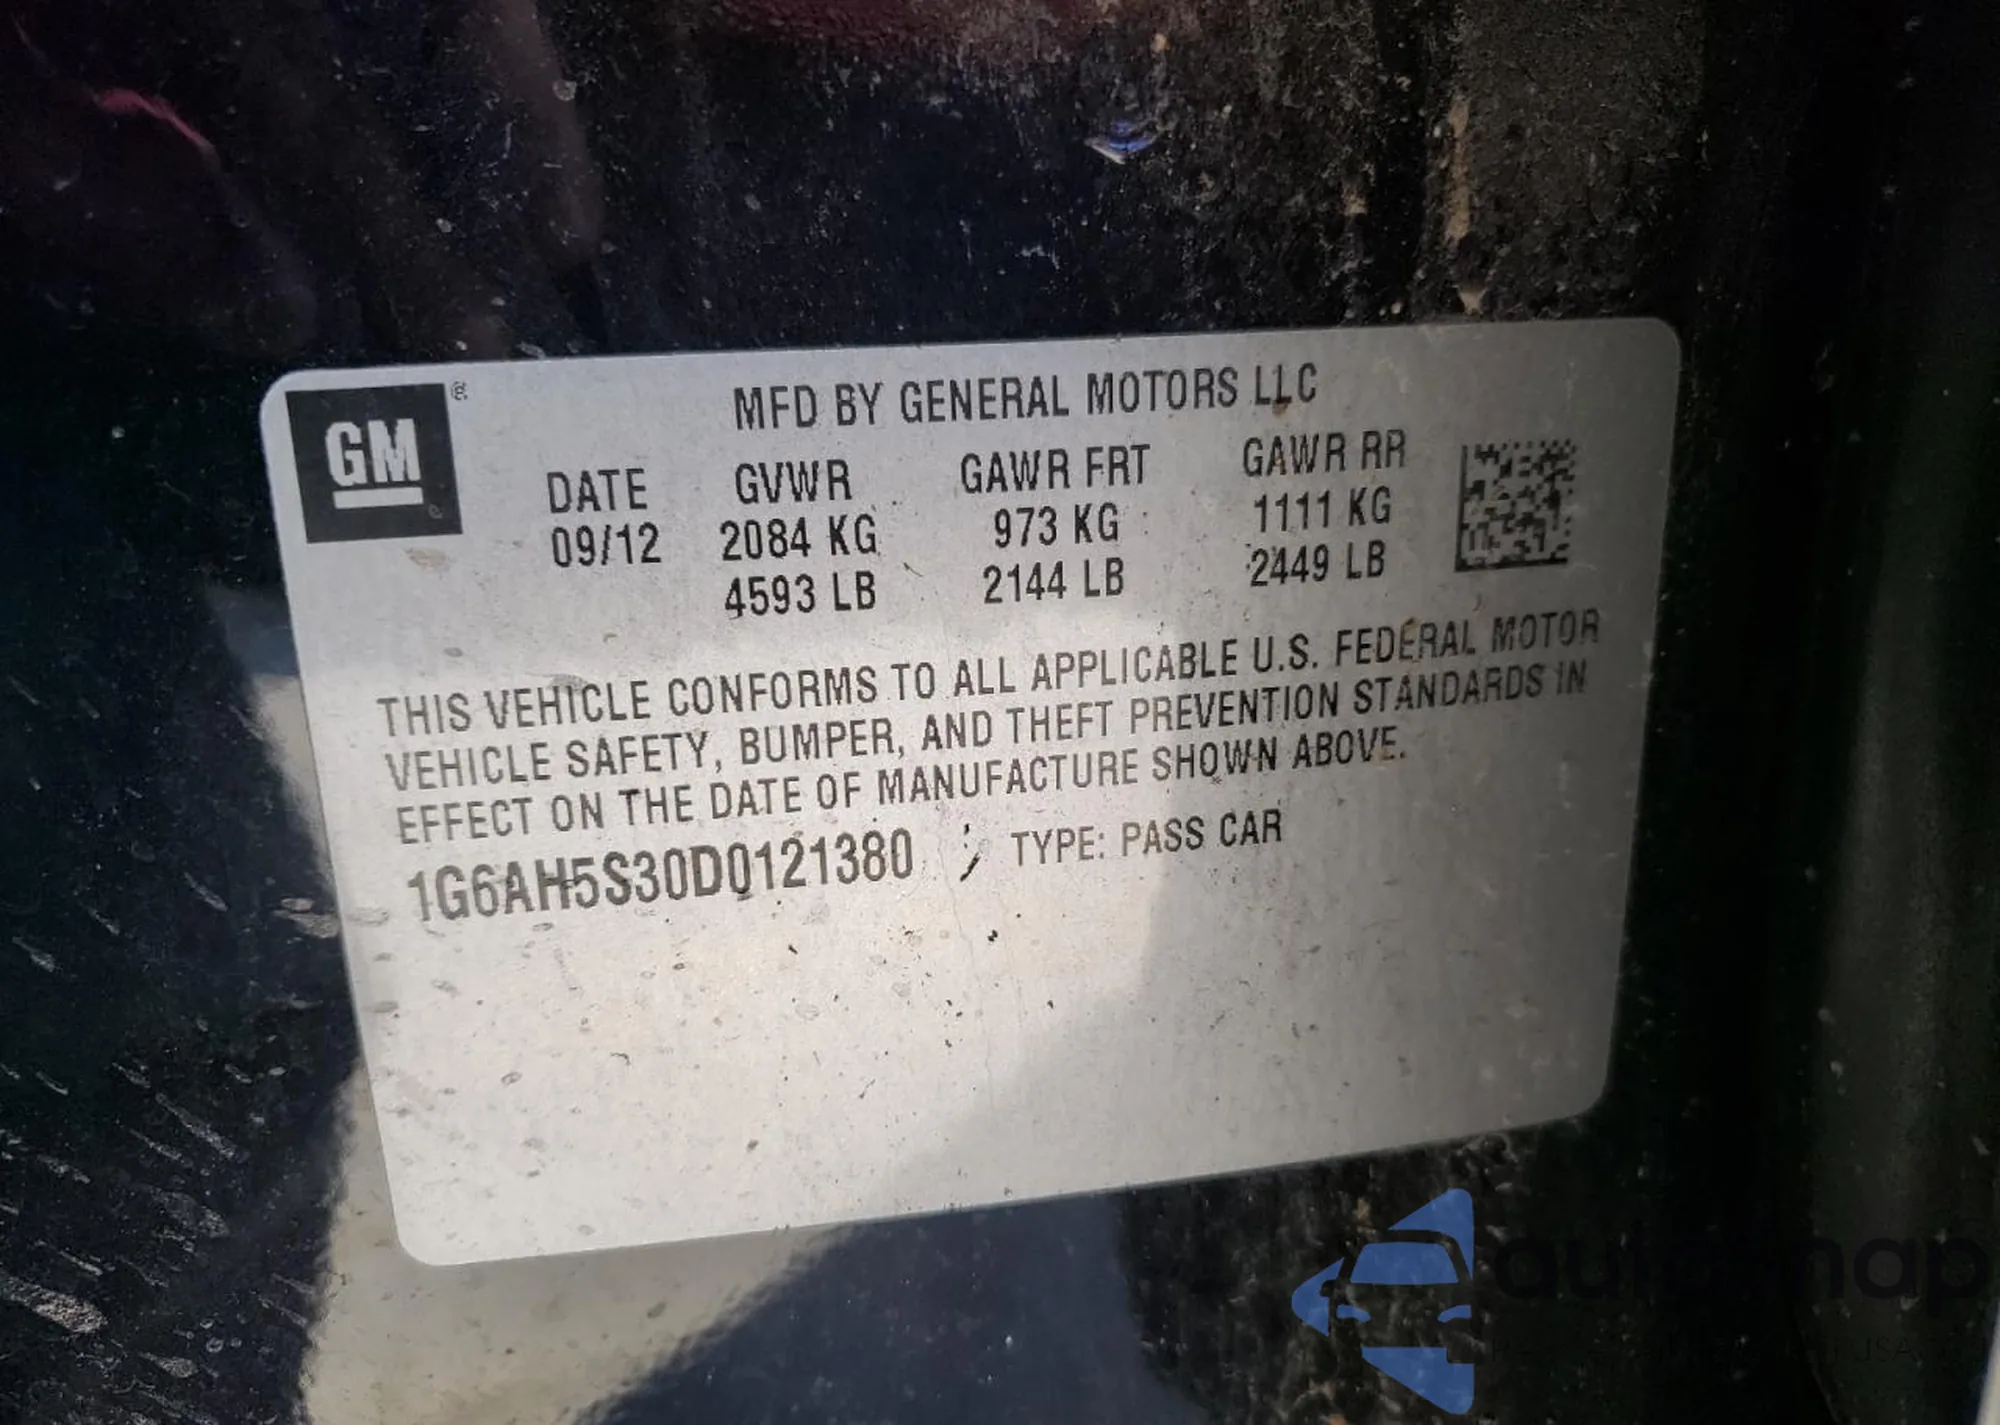 GM
®
MFD BY GENERAL MOTORS LLC
DATE GVWR GAWR FRT GAWR RR
09/12 2084 KG 973 KG 1111 KG
4593 LB 2144 LB 2449 LB
THIS VEHICLE CONFORMS TO ALL APPLICABLE U.S. FEDERAL MOTOR
VEHICLE SAFETY, BUMPER, AND THEFT PREVENTION STANDARDS IN
EFFECT ON THE DATE OF MANUFACTURE SHOWN ABOVE.
1G6AH5S30D0121380 TYPE: PASS CAR